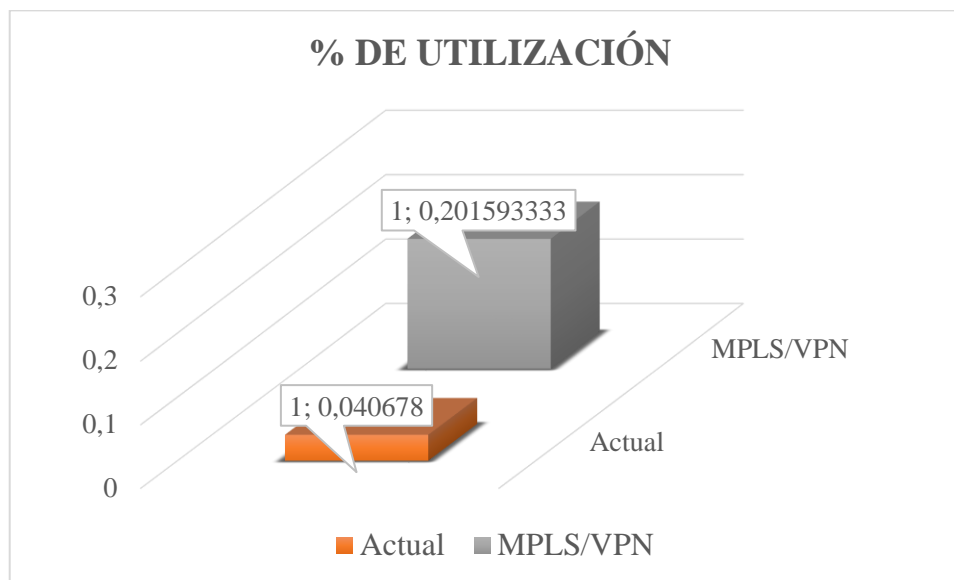 % DE UTILIZACIÓN
1; 0,201593333
0,3
0,2
MPLS/VPN
1; 0,040678
0,1
Actual
0
Actual
MPLS/VPN